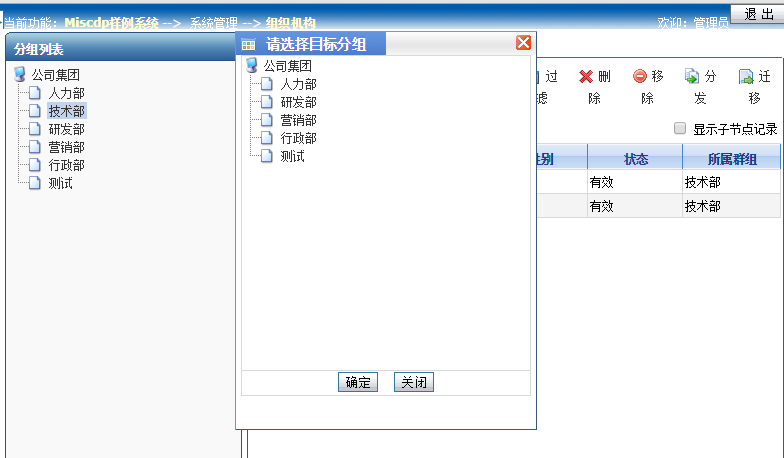 当前功能：Miscdp样例系统 --> 系统管理 --> 组织机构
欢迎：管理员
退 出
分组列表
公司集团
人力部
技术部
研发部
营销部
行政部
测试
请选择目标分组
公司集团
人力部
技术部
研发部
营销部
行政部
测试
确定 关闭
过滤 删除 移除 分发 迁移
显示子节点记录
状态 所属群组
有效 技术部
有效 技术部